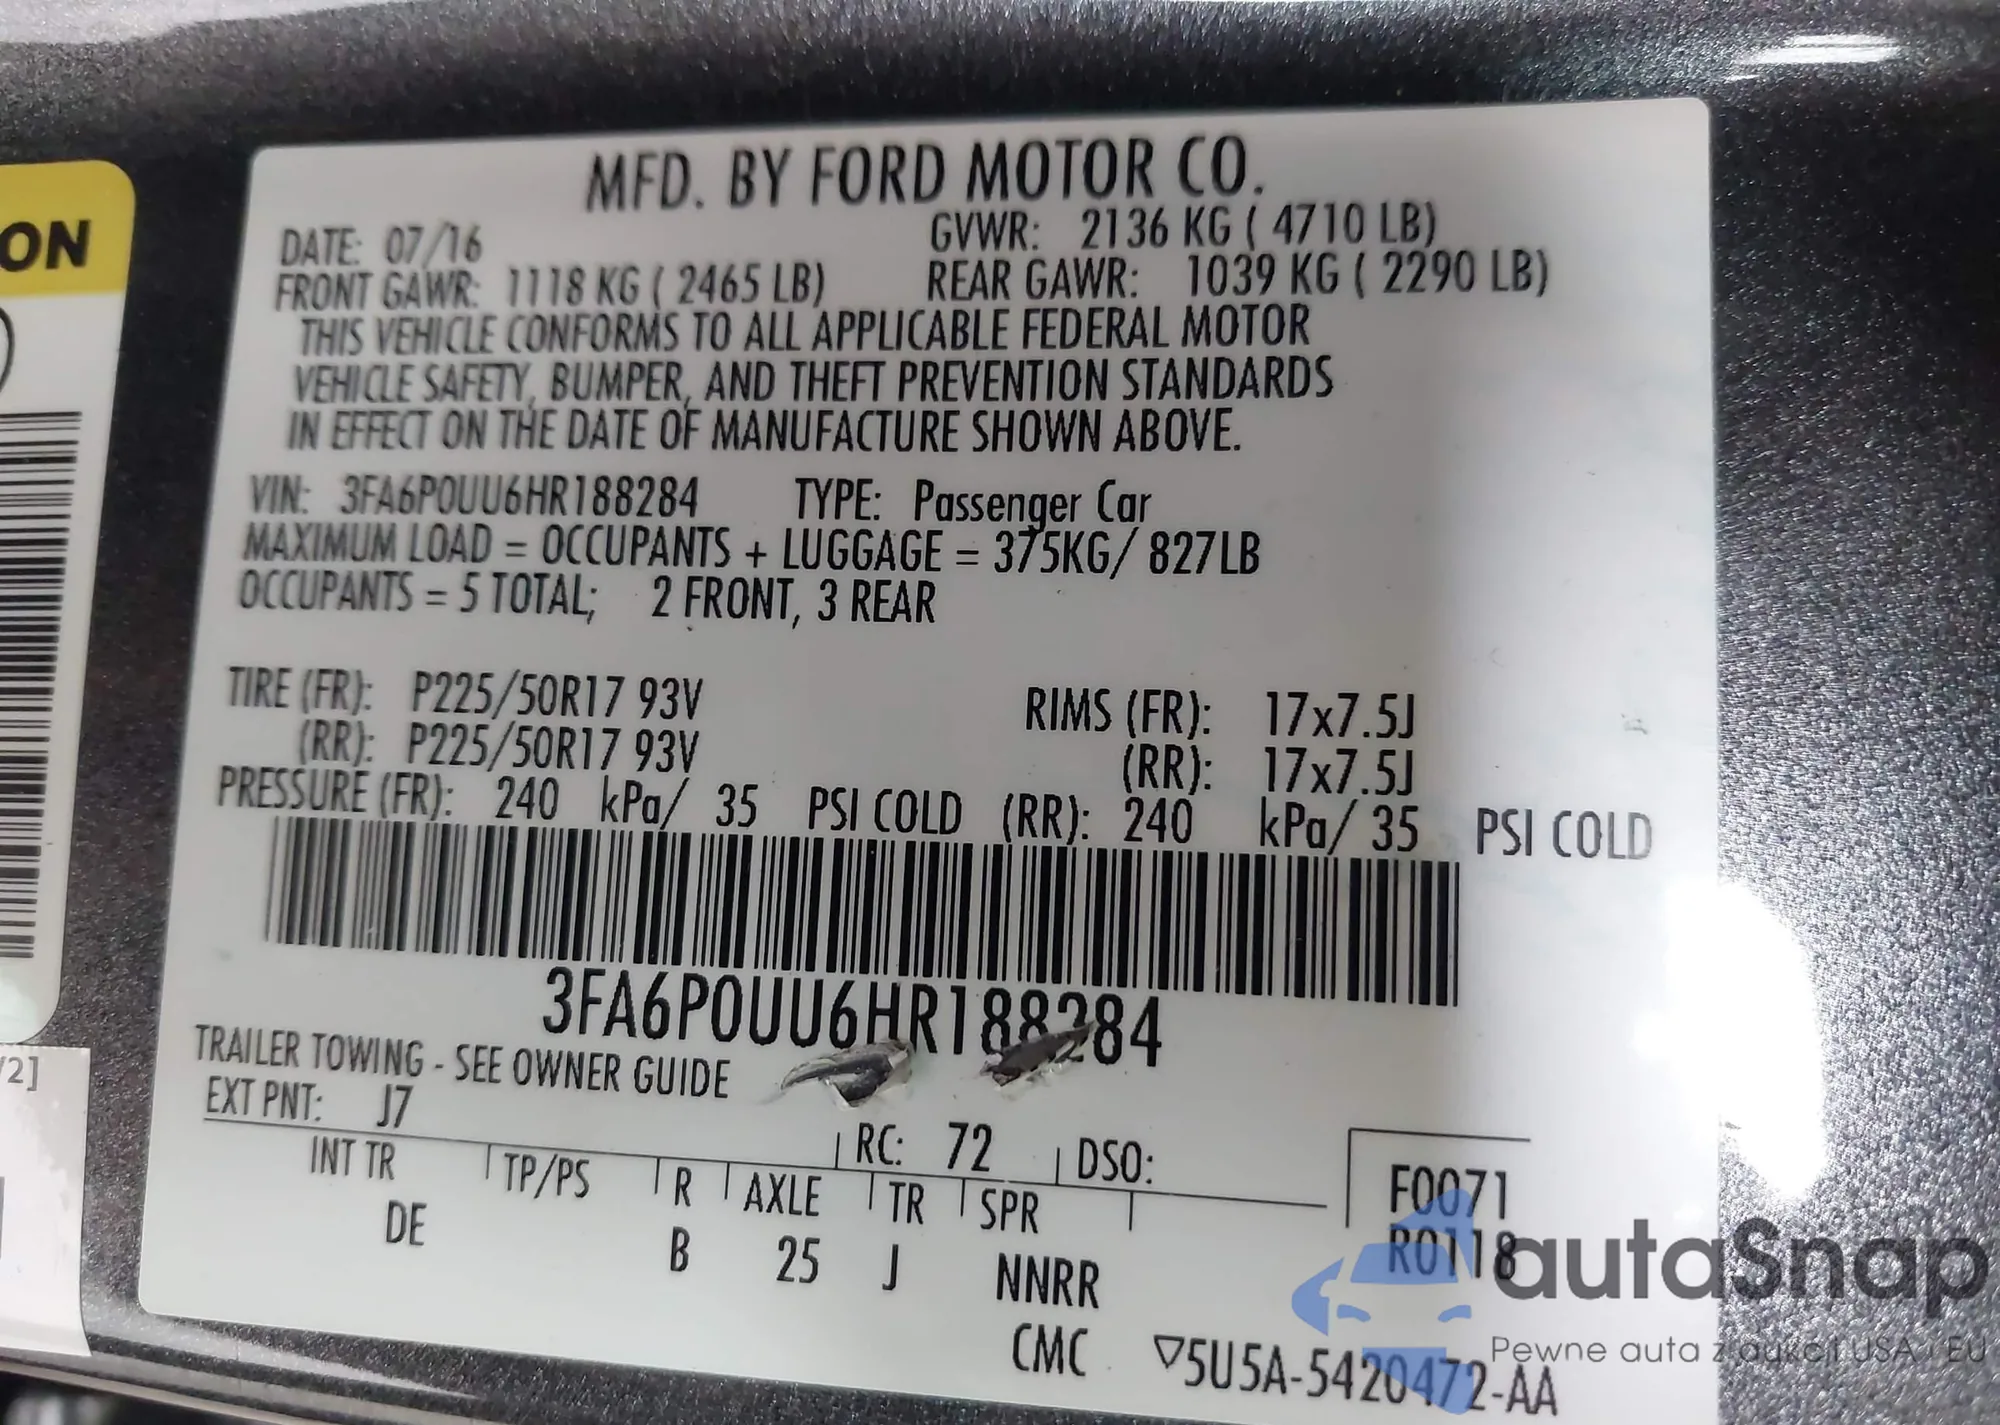 ON
/2]
MFD. BY FORD MOTOR CO.
DATE: 07/16 GVWR: 2136 KG ( 4710 LB)
FRONT GAWR: 1118 KG ( 2465 LB) REAR GAWR: 1039 KG ( 2290 LB)
THIS VEHICLE CONFORMS TO ALL APPLICABLE FEDERAL MOTOR
VEHICLE SAFETY, BUMPER, AND THEFT PREVENTION STANDARDS
IN EFFECT ON THE DATE OF MANUFACTURE SHOWN ABOVE.
VIN: 3FA6P0UU6HR188284 TYPE: Passenger Car
MAXIMUM LOAD = OCCUPANTS + LUGGAGE = 375KG/ 827LB
OCCUPANTS = 5 TOTAL; 2 FRONT, 3 REAR
TIRE (FR): P225/50R17 93V RIMS (FR): 17x7.5J
(RR): P225/50R17 93V (RR): 17x7.5J
PRESSURE (FR): 240 kPa/ 35 PSI COLD (RR): 240 kPa/ 35 PSI COLD
3FA6P0UU6HR188284
TRAILER TOWING - SEE OWNER GUIDE
EXT PNT: J7 RC: 72 DSO: F0071
INT TR TP/PS R AXLE TR SPR R0118
DE B 25 J NNRR
CMC ▽5U5A-5420472-AA
autoSnap
Pewne auta z aukcji USA i EU